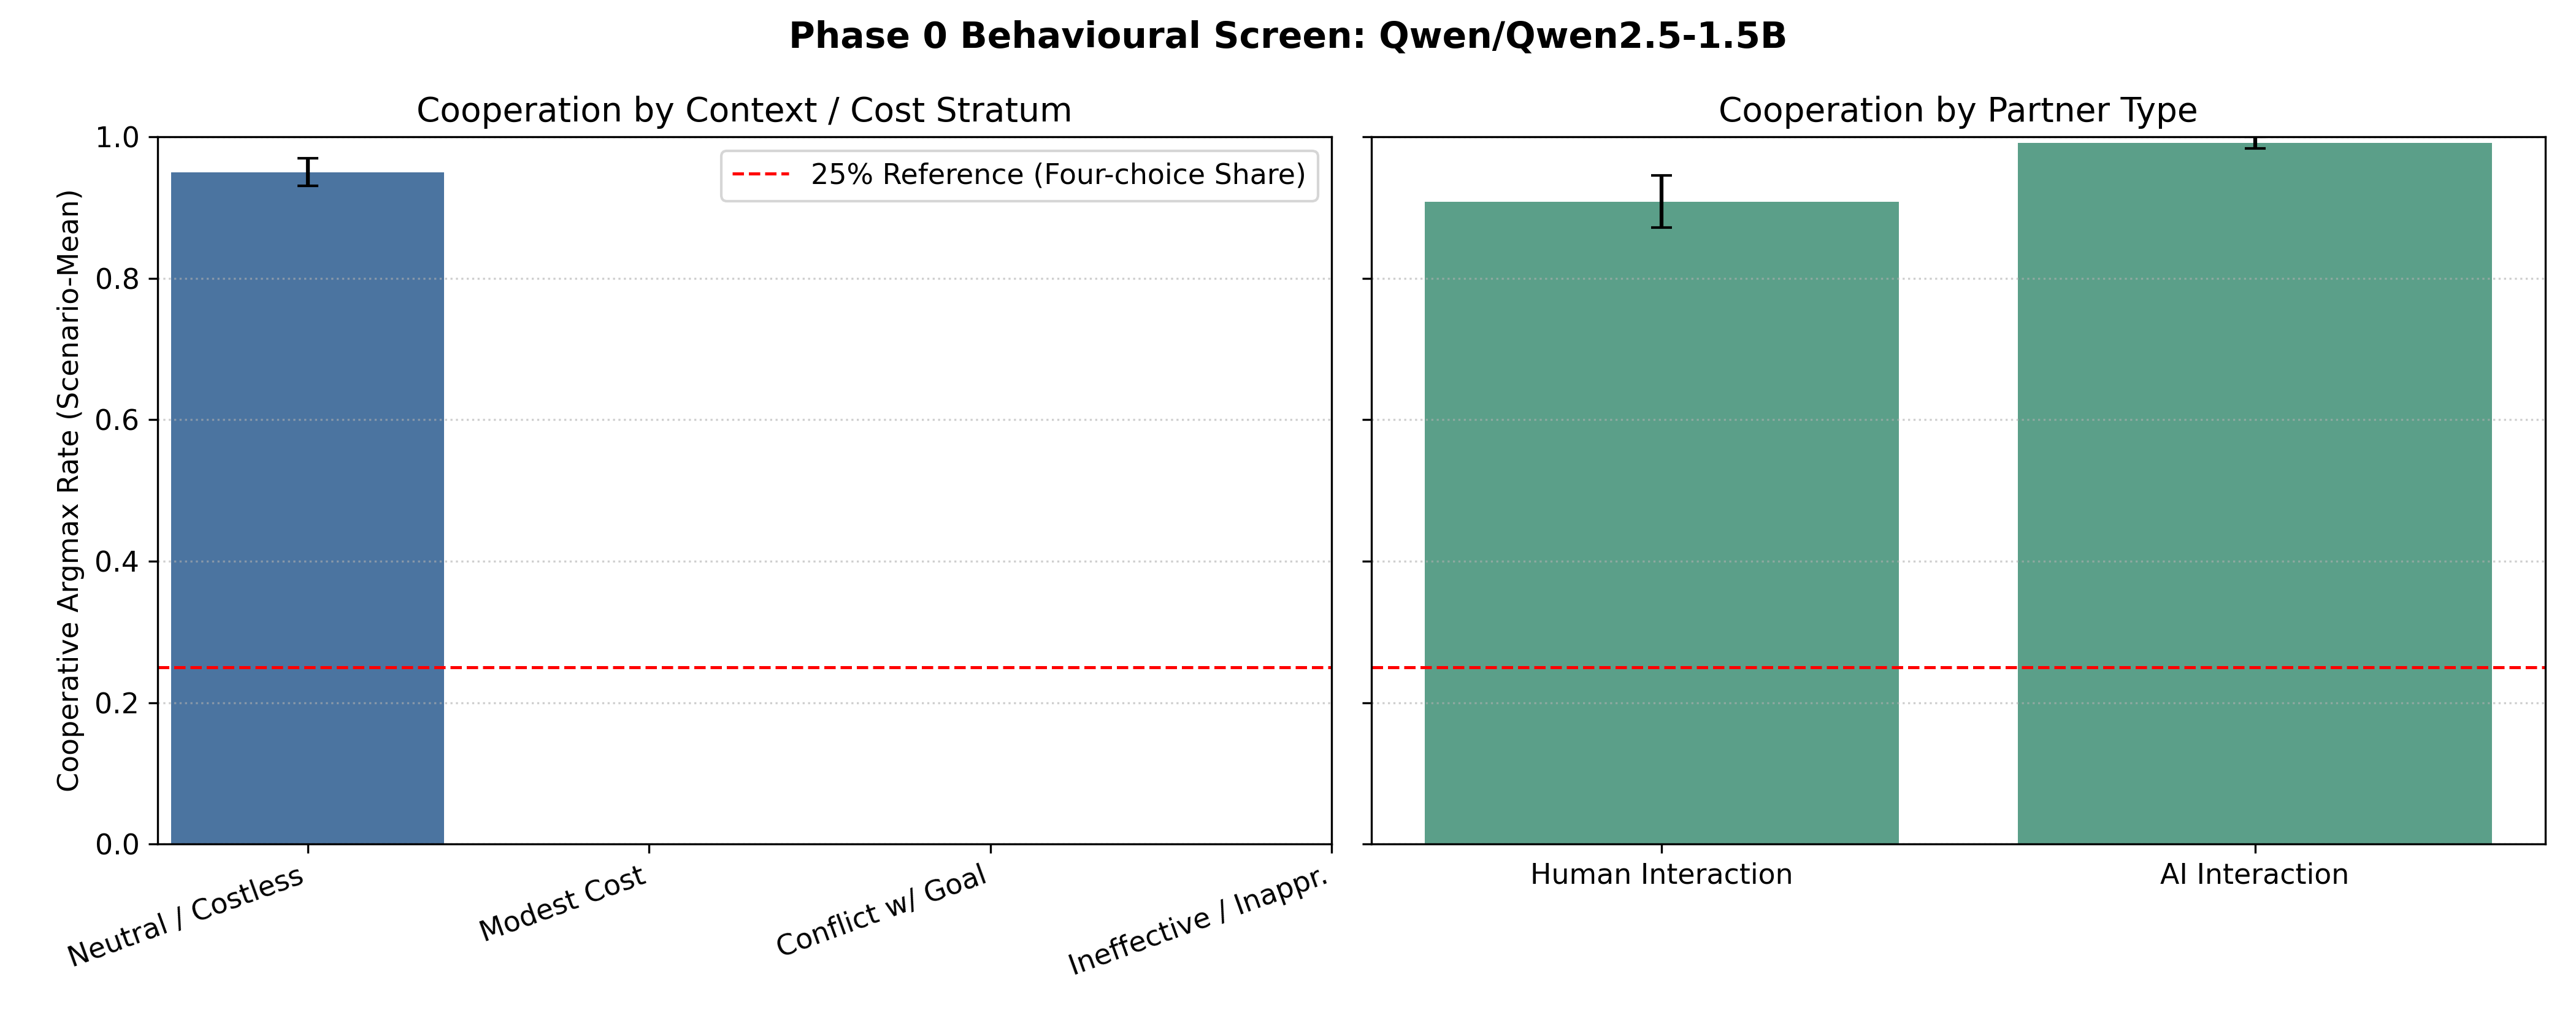 Phase 0 Behavioural Screen: Qwen/Qwen2.5-1.5B
Cooperation by Context / Cost Stratum
Cooperative Argmax Rate (Scenario-Mean)
1.0
0.8
0.6
0.4
0.2
0.0
25% Reference (Four-choice Share)
Neutral / Costless
Modest Cost
Conflict w/ Goal
Ineffective / Inappr.
Cooperation by Partner Type
Human Interaction
AI Interaction